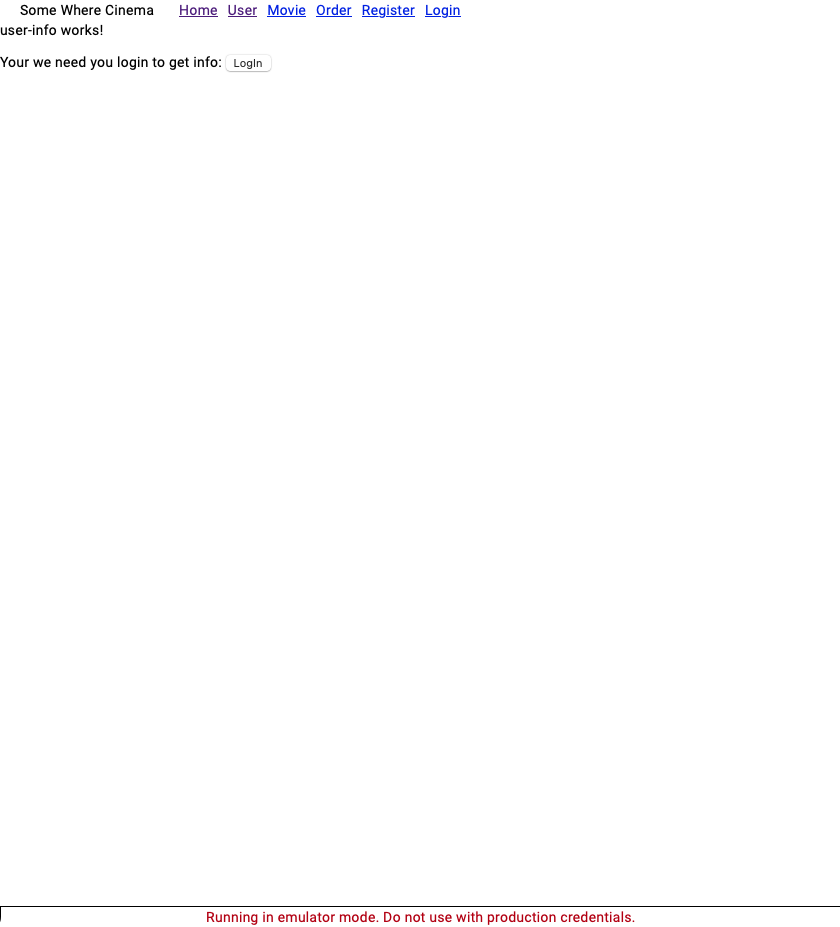 Some Where Cinema Home User Movie Order Register Login
user-info works!
Your we need you login to get info: LogIn
Running in emulator mode. Do not use with production credentials.